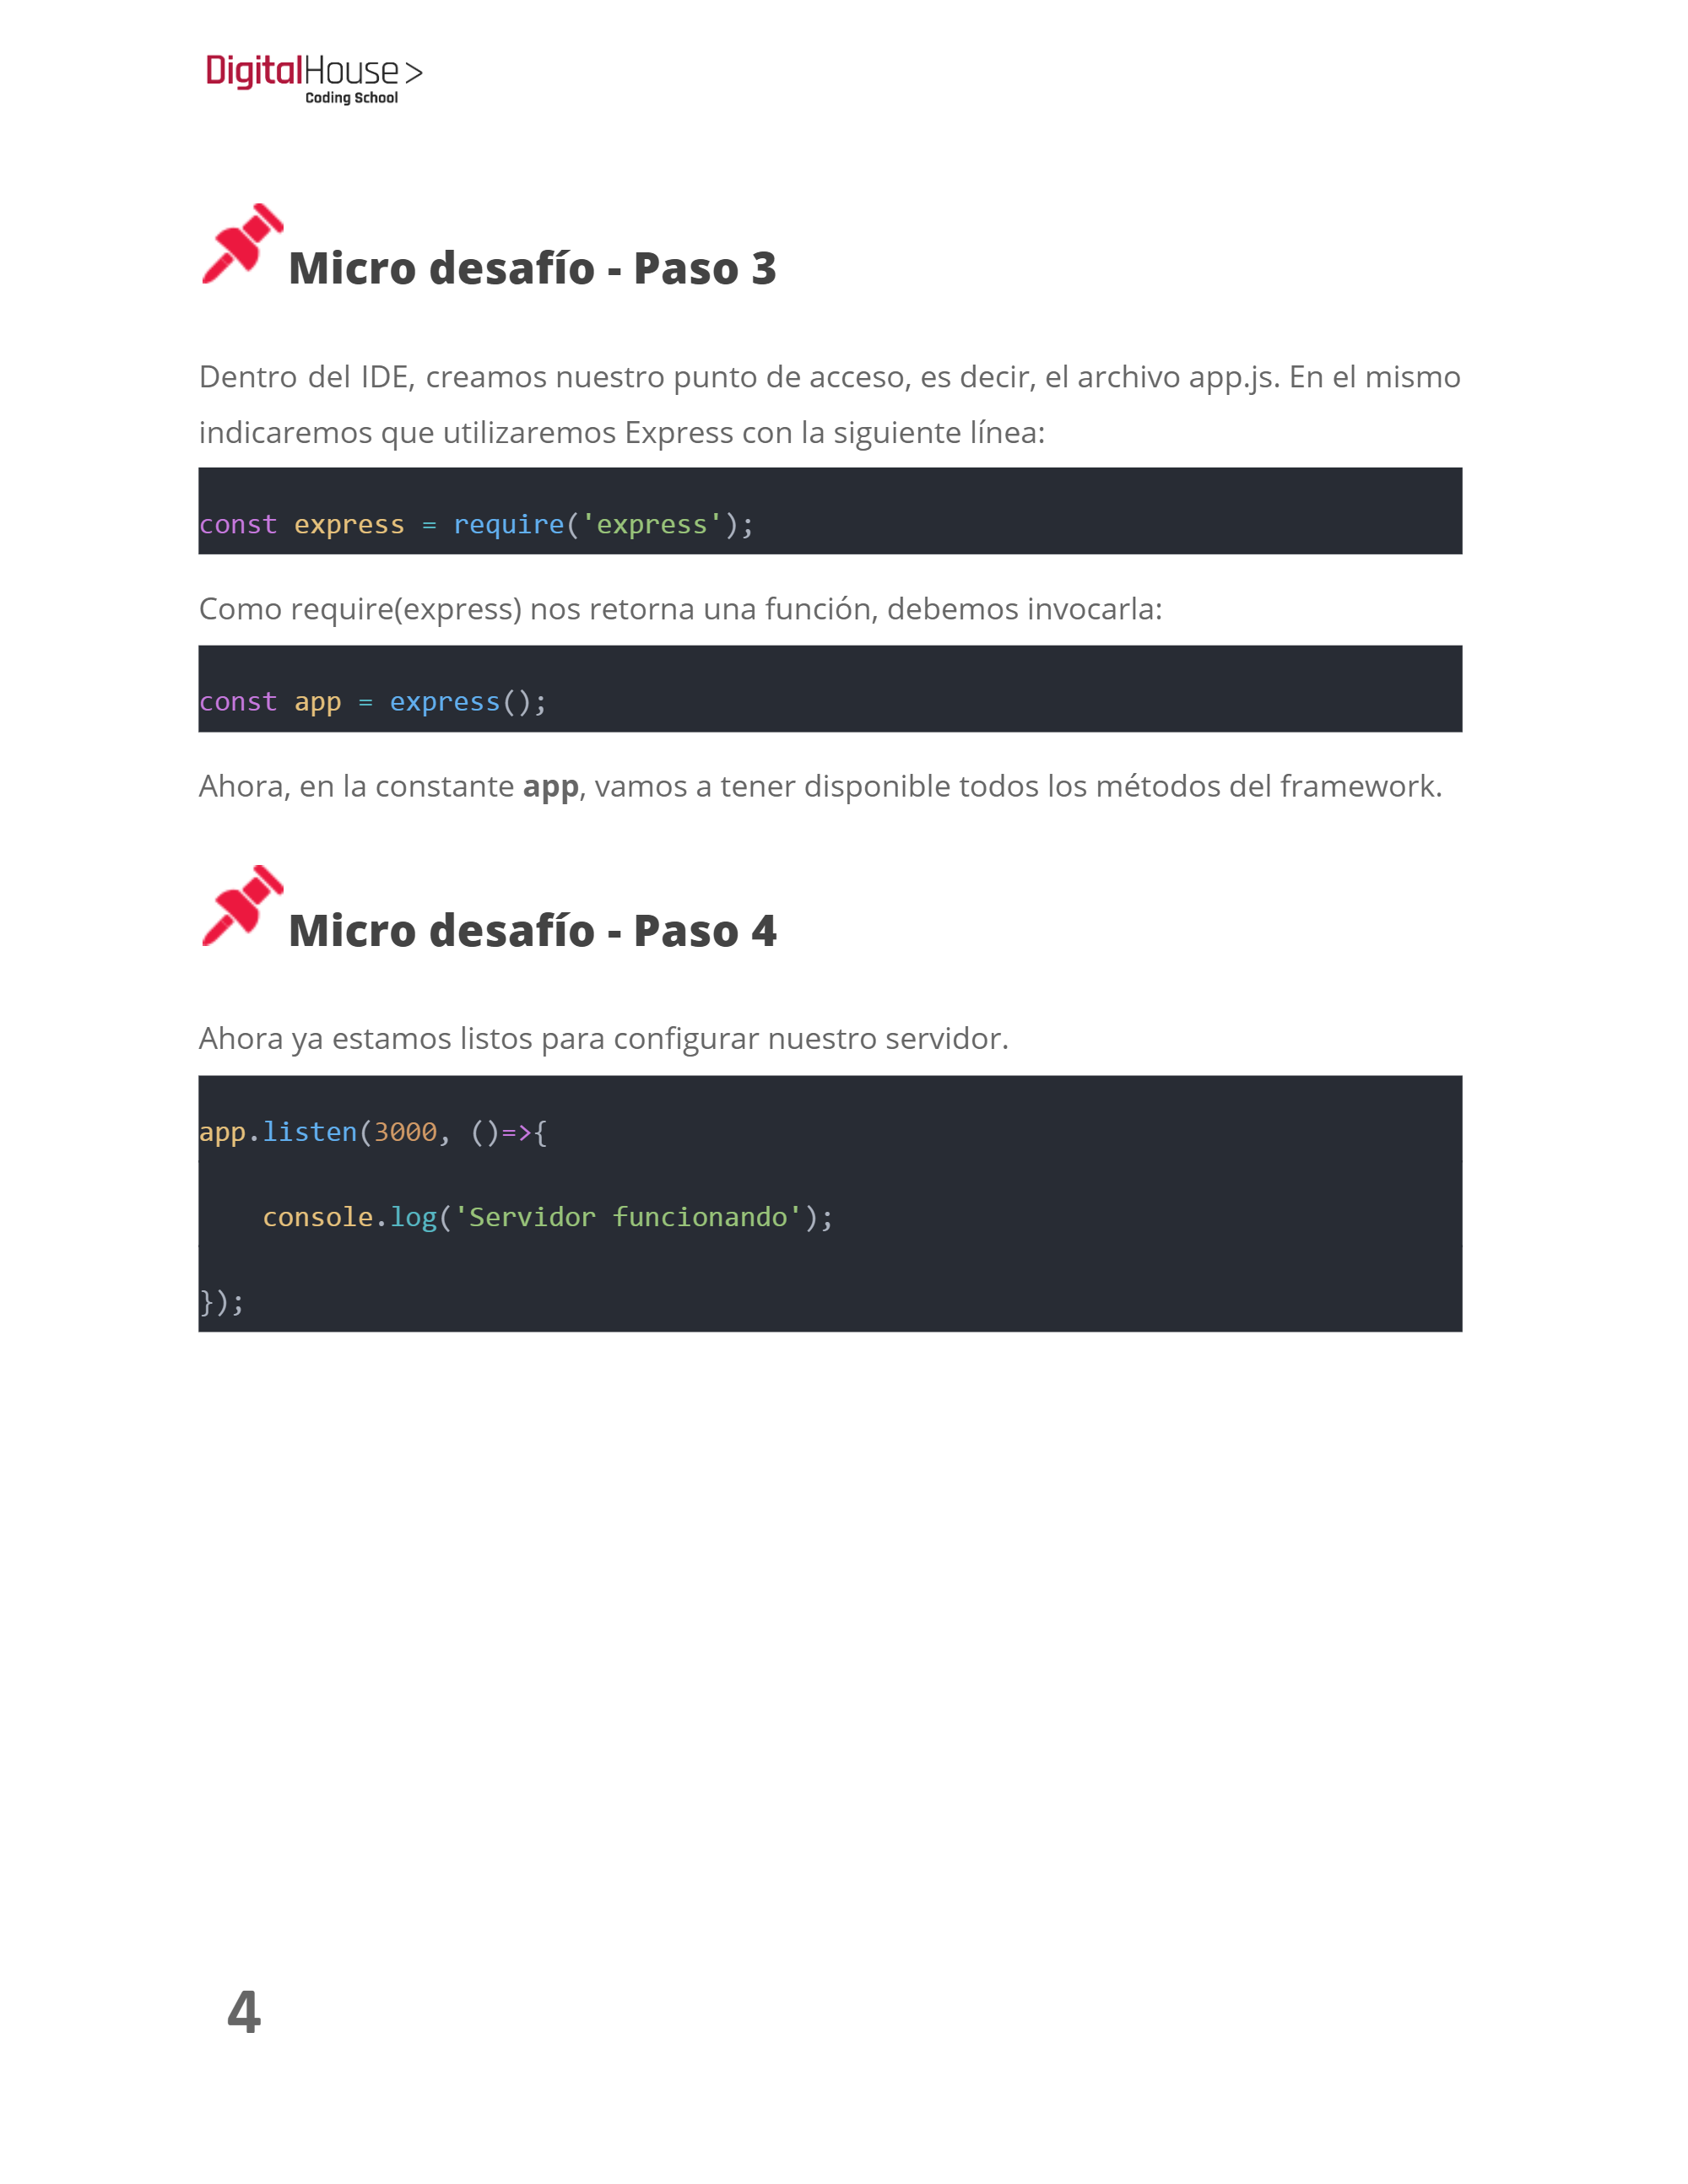 DigitalHouse >
Coding School
Micro desafío - Paso 3
Dentro del IDE, creamos nuestro punto de acceso, es decir, el archivo app.js. En el mismo
indicaremos que utilizaremos Express con la siguiente línea:
const express = require('express');
Como require(express) nos retorna una función, debemos invocarla:
const app = express();
Ahora, en la constante app, vamos a tener disponible todos los métodos del framework.
Micro desafío - Paso 4
Ahora ya estamos listos para configurar nuestro servidor.
app.listen(3000, ()=>{
    console.log('Servidor funcionando');
});
4